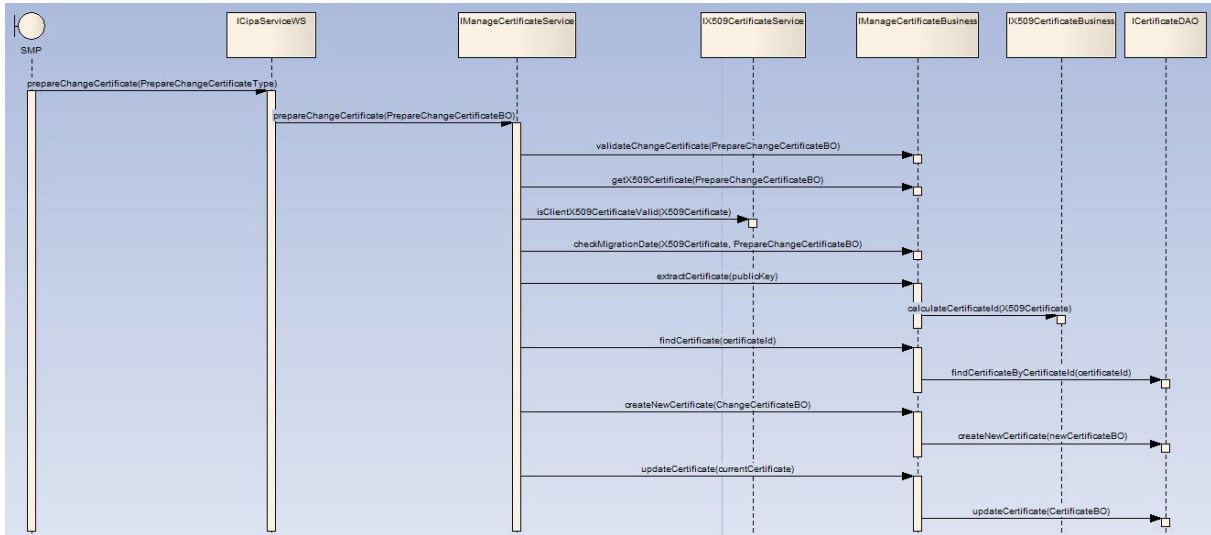 ICipaServiceWS
IManageCertificateService
IX509CertificateService
IManageCertificateBusiness
IX509CertificateBusiness
ICertificateDAO
SMP
prepareChangeCertificate(PrepareChangeCertificateType)
prepareChangeCertificate(PrepareChangeCertificateBO)
validateChangeCertificate(PrepareChangeCertificateBO)
getX509Certificate(PrepareChangeCertificateBO)
isClientX509CertificateValid(X509Certificate)
checkMigrationDate(X509Certificate, PrepareChangeCertificateBO)
extractCertificate(publicKey)
calculateCertificateId(X509Certificate)
findCertificate(certificateId)
findCertificateByCertificateId(certificateId)
createNewCertificate(ChangeCertificateBO)
createNewCertificate(newCertificateBO)
updateCertificate(currentCertificate)
updateCertificate(CertificateBO)